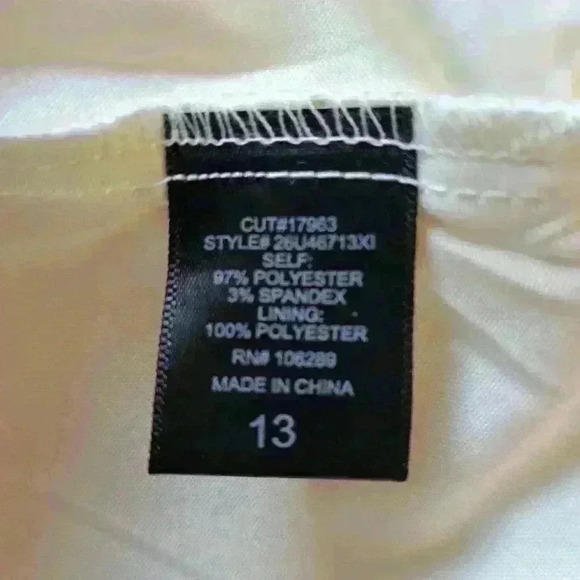 CUT#17963
STYLE# 26U46713XI
SELF:
97% POLYESTER
3% SPANDEX
LINING:
100% POLYESTER
RN# 106289
MADE IN CHINA
13